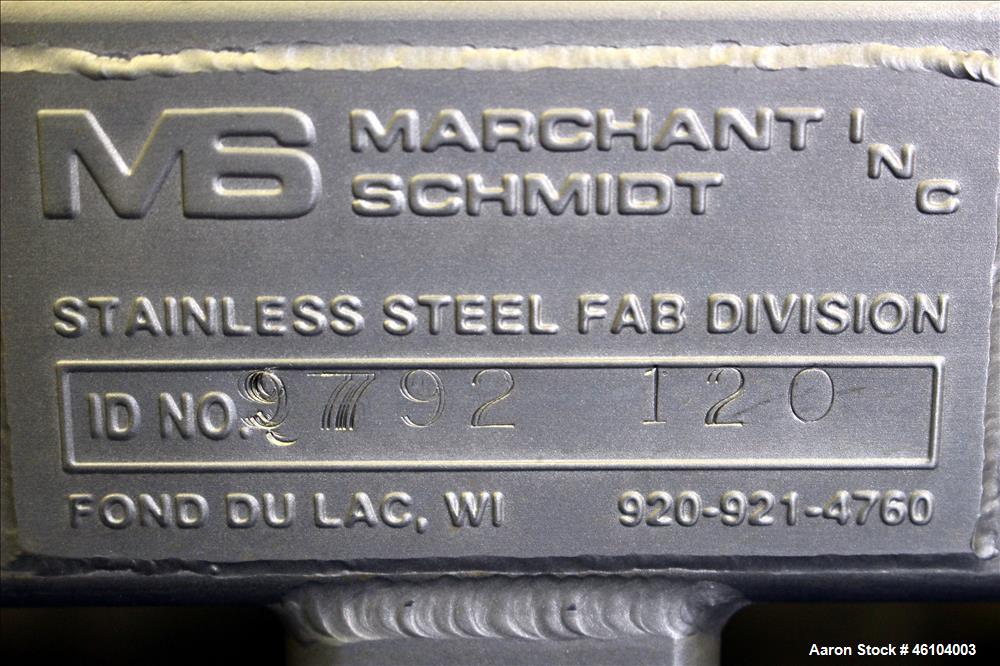 MS MARCHANT INC
SCHMIDT
STAINLESS STEEL FAB DIVISION
ID NO. 9792 120
FOND DU LAC, WI 920-921-4760
Aaron Stock # 46104003